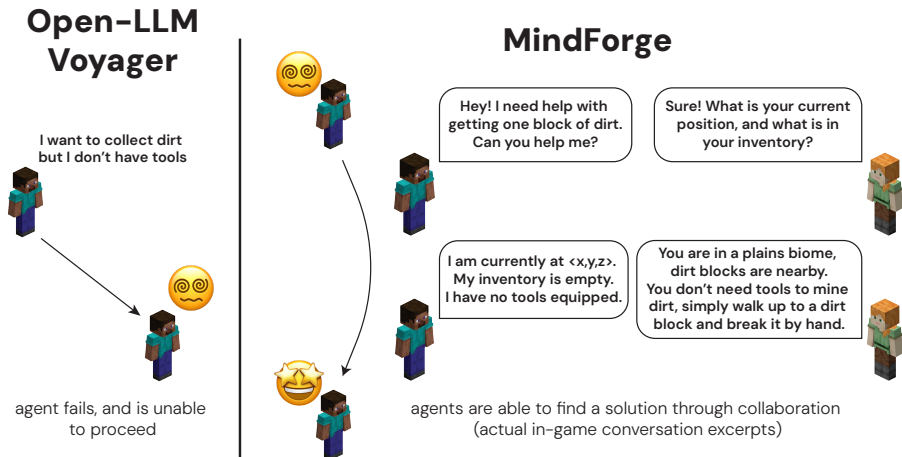 Open-LLM
Voyager
I want to collect dirt
but I don't have tools
agent fails, and is unable
to proceed
MindForge
Hey! I need help with
getting one block of dirt.
Can you help me?
Sure! What is your current
position, and what is in
your inventory?
I am currently at <x,y,z>.
My inventory is empty.
I have no tools equipped.
You are in a plains biome,
dirt blocks are nearby.
You don't need tools to mine
dirt, simply walk up to a dirt
block and break it by hand.
agents are able to find a solution through collaboration
(actual in-game conversation excerpts)